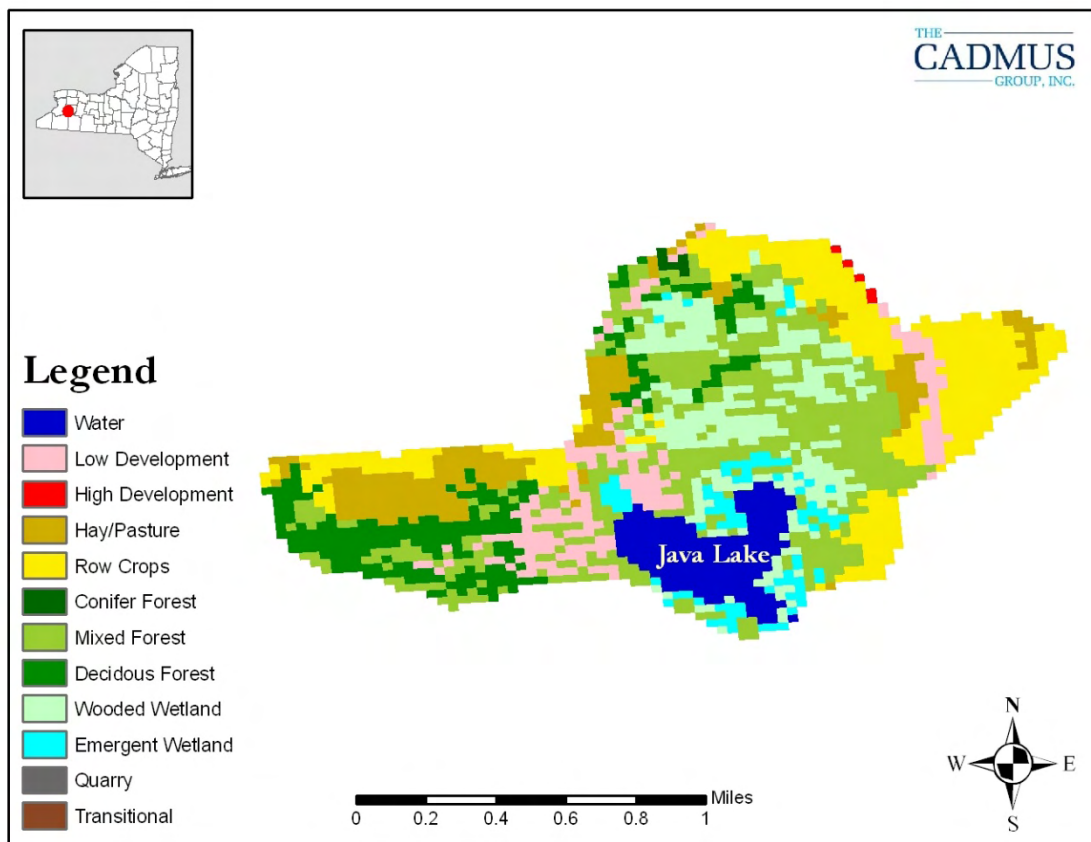 THE
CADMUS
GROUP, INC.
Legend
Water
Low Development
High Development
Hay/Pasture
Row Crops
Conifer Forest
Mixed Forest
Decidous Forest
Wooded Wetland
Emergent Wetland
Quarry
Transitional
Java Lake
Miles
0 0.2 0.4 0.6 0.8 1
N
W E
S